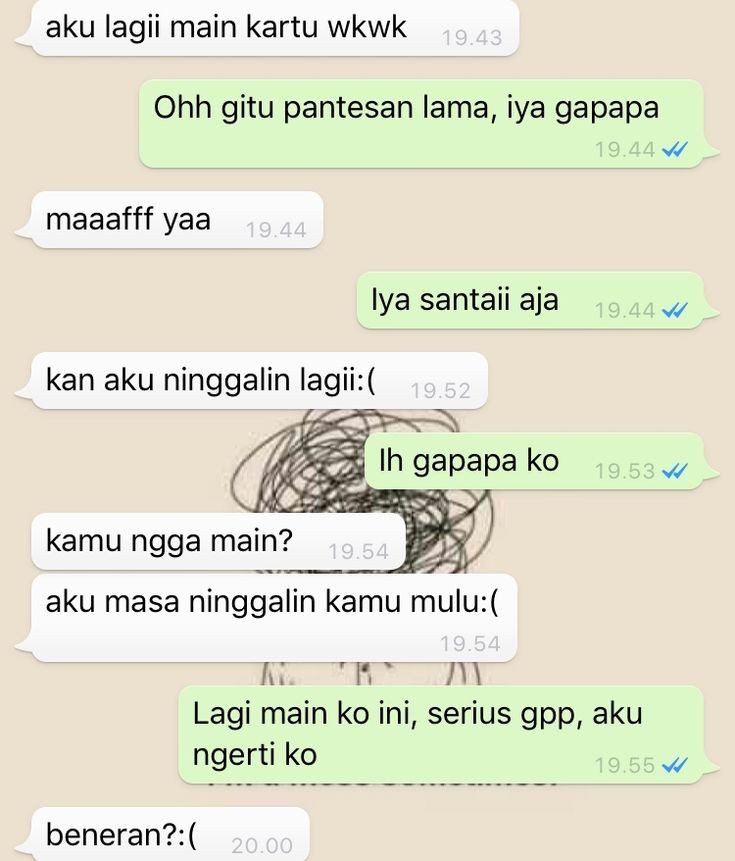 aku lagii main kartu wkwk 19.43
Ohh gitu pantesan lama, iya gapapa
19.44
maaafff yaa 19.44
Iya santaii aja 19.44
kan aku ninggalin lagii:( 19.52
Ih gapapa ko 19.53
kamu ngga main? 19.54
aku masa ninggalin kamu mulu:(
19.54
Lagi main ko ini, serius gpp, aku
ngerti ko 19.55
beneran?:( 20.00